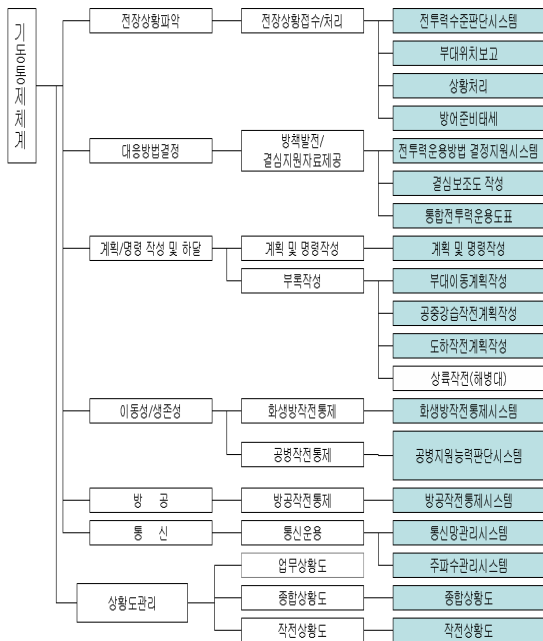 기동통제체계
전장상황파악
전장상황접수/처리
전투력수준판단시스템
부대위치보고
상황처리
방어준비태세
대응방법결정
방책발전/
결심지원자료제공
전투력운용방법 결정지원시스템
결심보조도 작성
통합전투력운용도표
계획/명령 작성 및 하달
계획 및 명령작성
계획 및 명령작성
부록작성
부대이동계획작성
공중강습작전계획작성
도하작전계획작성
상륙작전(해병대)
이동성/생존성
화생방작전통제
화생방작전통제시스템
공병작전통제
공병지원능력판단시스템
방 공
방공작전통제
방공작전통제시스템
통 신
통신운용
통신망관리시스템
주파수관리시스템
상황도관리
업무상황도
종합상황도
종합상황도
작전상황도
작전상황도